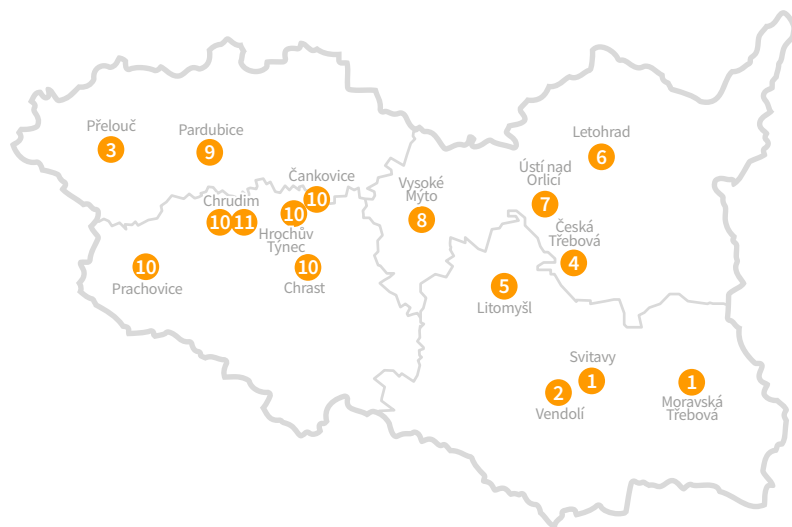 Přelouč
3
Pardubice
9
Letohrad
6
Čankovice
10
Ústí nad
Orlicí
7
Vysoké
Mýto
8
Chrudim
10 11
10
Hrochův
Týnec
Česká
Třebová
4
10
Prachovice
10
Chrast
5
Litomyšl
Svitavy
1
2
Vendolí
1
Moravská
Třebová